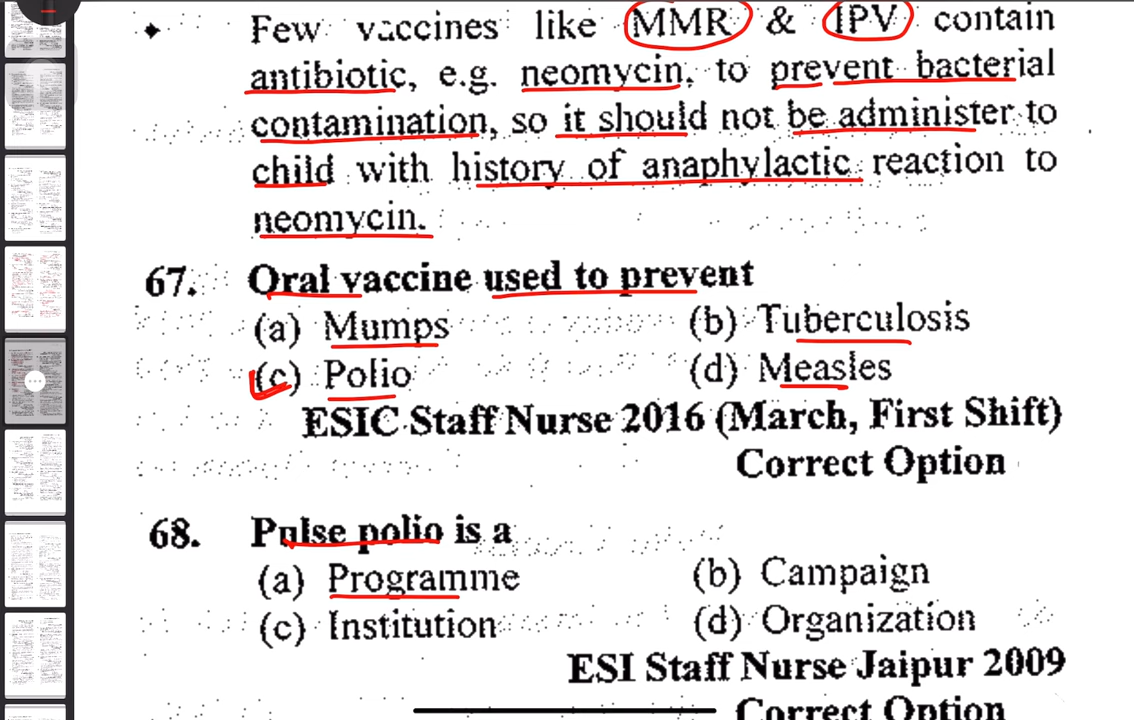 Few vaccines like MMR & IPV contain
antibiotic, e.g. neomycin, to prevent bacterial
contamination, so it should not be administer to
child with history of anaphylactic reaction to
neomycin.
67. Oral vaccine used to prevent
(a) Mumps (b) Tuberculosis
(c) Polio (d) Measles
ESIC Staff Nurse 2016 (March, First Shift)
Correct Option
68. Pulse polio is a
(a) Programme (b) Campaign
(c) Institution (d) Organization
ESI Staff Nurse Jaipur 2009
Correct Option